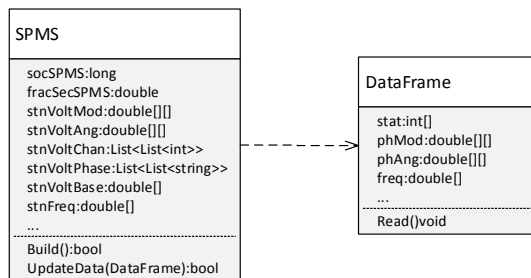 SPMS
socSPMS:long
fracSecSPMS:double
stnVoltMod:double[][]
stnVoltAng:double[][]
stnVoltChan:List<List<int>>
stnVoltPhase:List<List<string>>
stnVoltBase:double[]
stnFreq:double[]
...
Build():bool
UpdateData(DataFrame):bool
DataFrame
stat:int[]
phMod:double[][]
phAng:double[][]
freq:double[]
...
Read()void